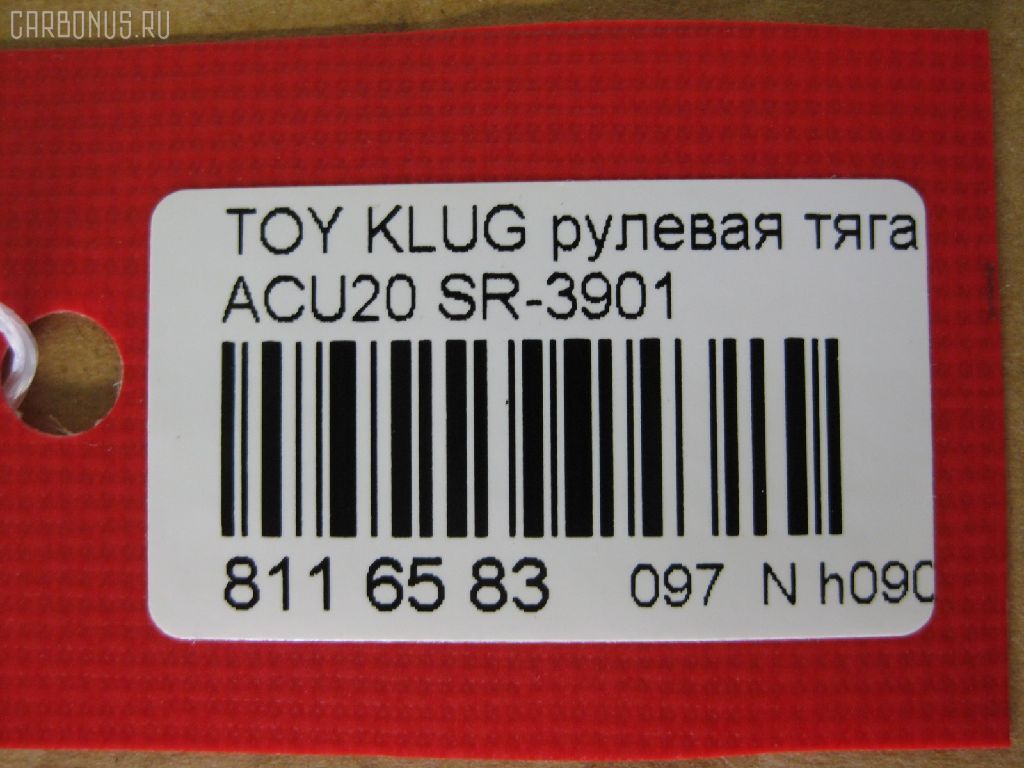 CARBONUS.RU
TOY KLUG рулевая тяга
ACU20 SR-3901
811 65 83 097 N h090